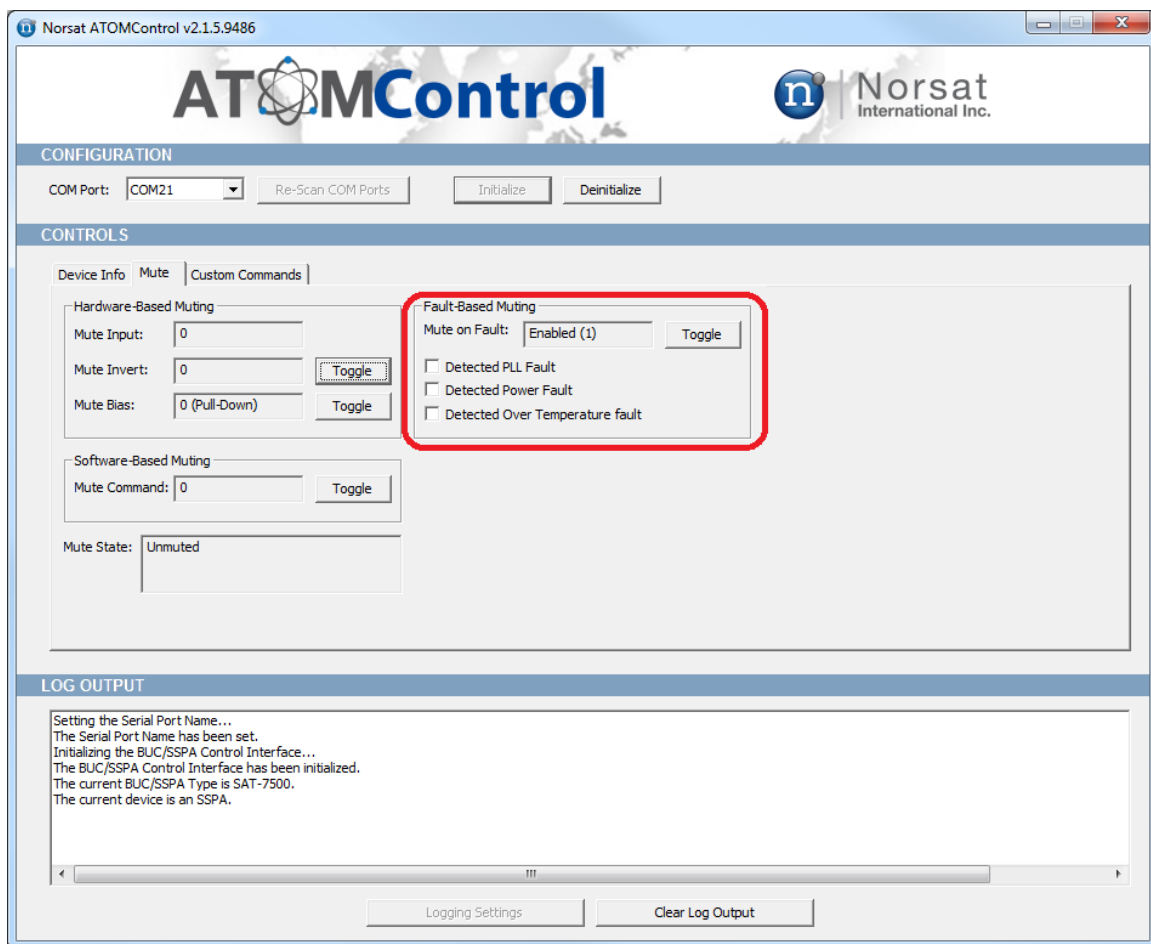 Norsat ATOMControl v2.1.5.9486
ATOMControl
Norsat
International Inc.
CONFIGURATION
COM Port: COM21 Re-Scan COM Ports Initialize Deinitialize
CONTROLS
Device Info Mute Custom Commands
Hardware-Based Muting
Mute Input: 0
Mute Invert: 0 Toggle
Mute Bias: 0 (Pull-Down) Toggle
Fault-Based Muting
Mute on Fault: Enabled (1) Toggle
Detected PLL Fault
Detected Power Fault
Detected Over Temperature fault
Software-Based Muting
Mute Command: 0 Toggle
Mute State: Unmuted
LOG OUTPUT
Setting the Serial Port Name...
The Serial Port Name has been set.
Initializing the BUC/SSPA Control Interface...
The BUC/SSPA Control Interface has been initialized.
The current BUC/SSPA Type is SAT-7500.
The current device is an SSPA.
Logging Settings Clear Log Output